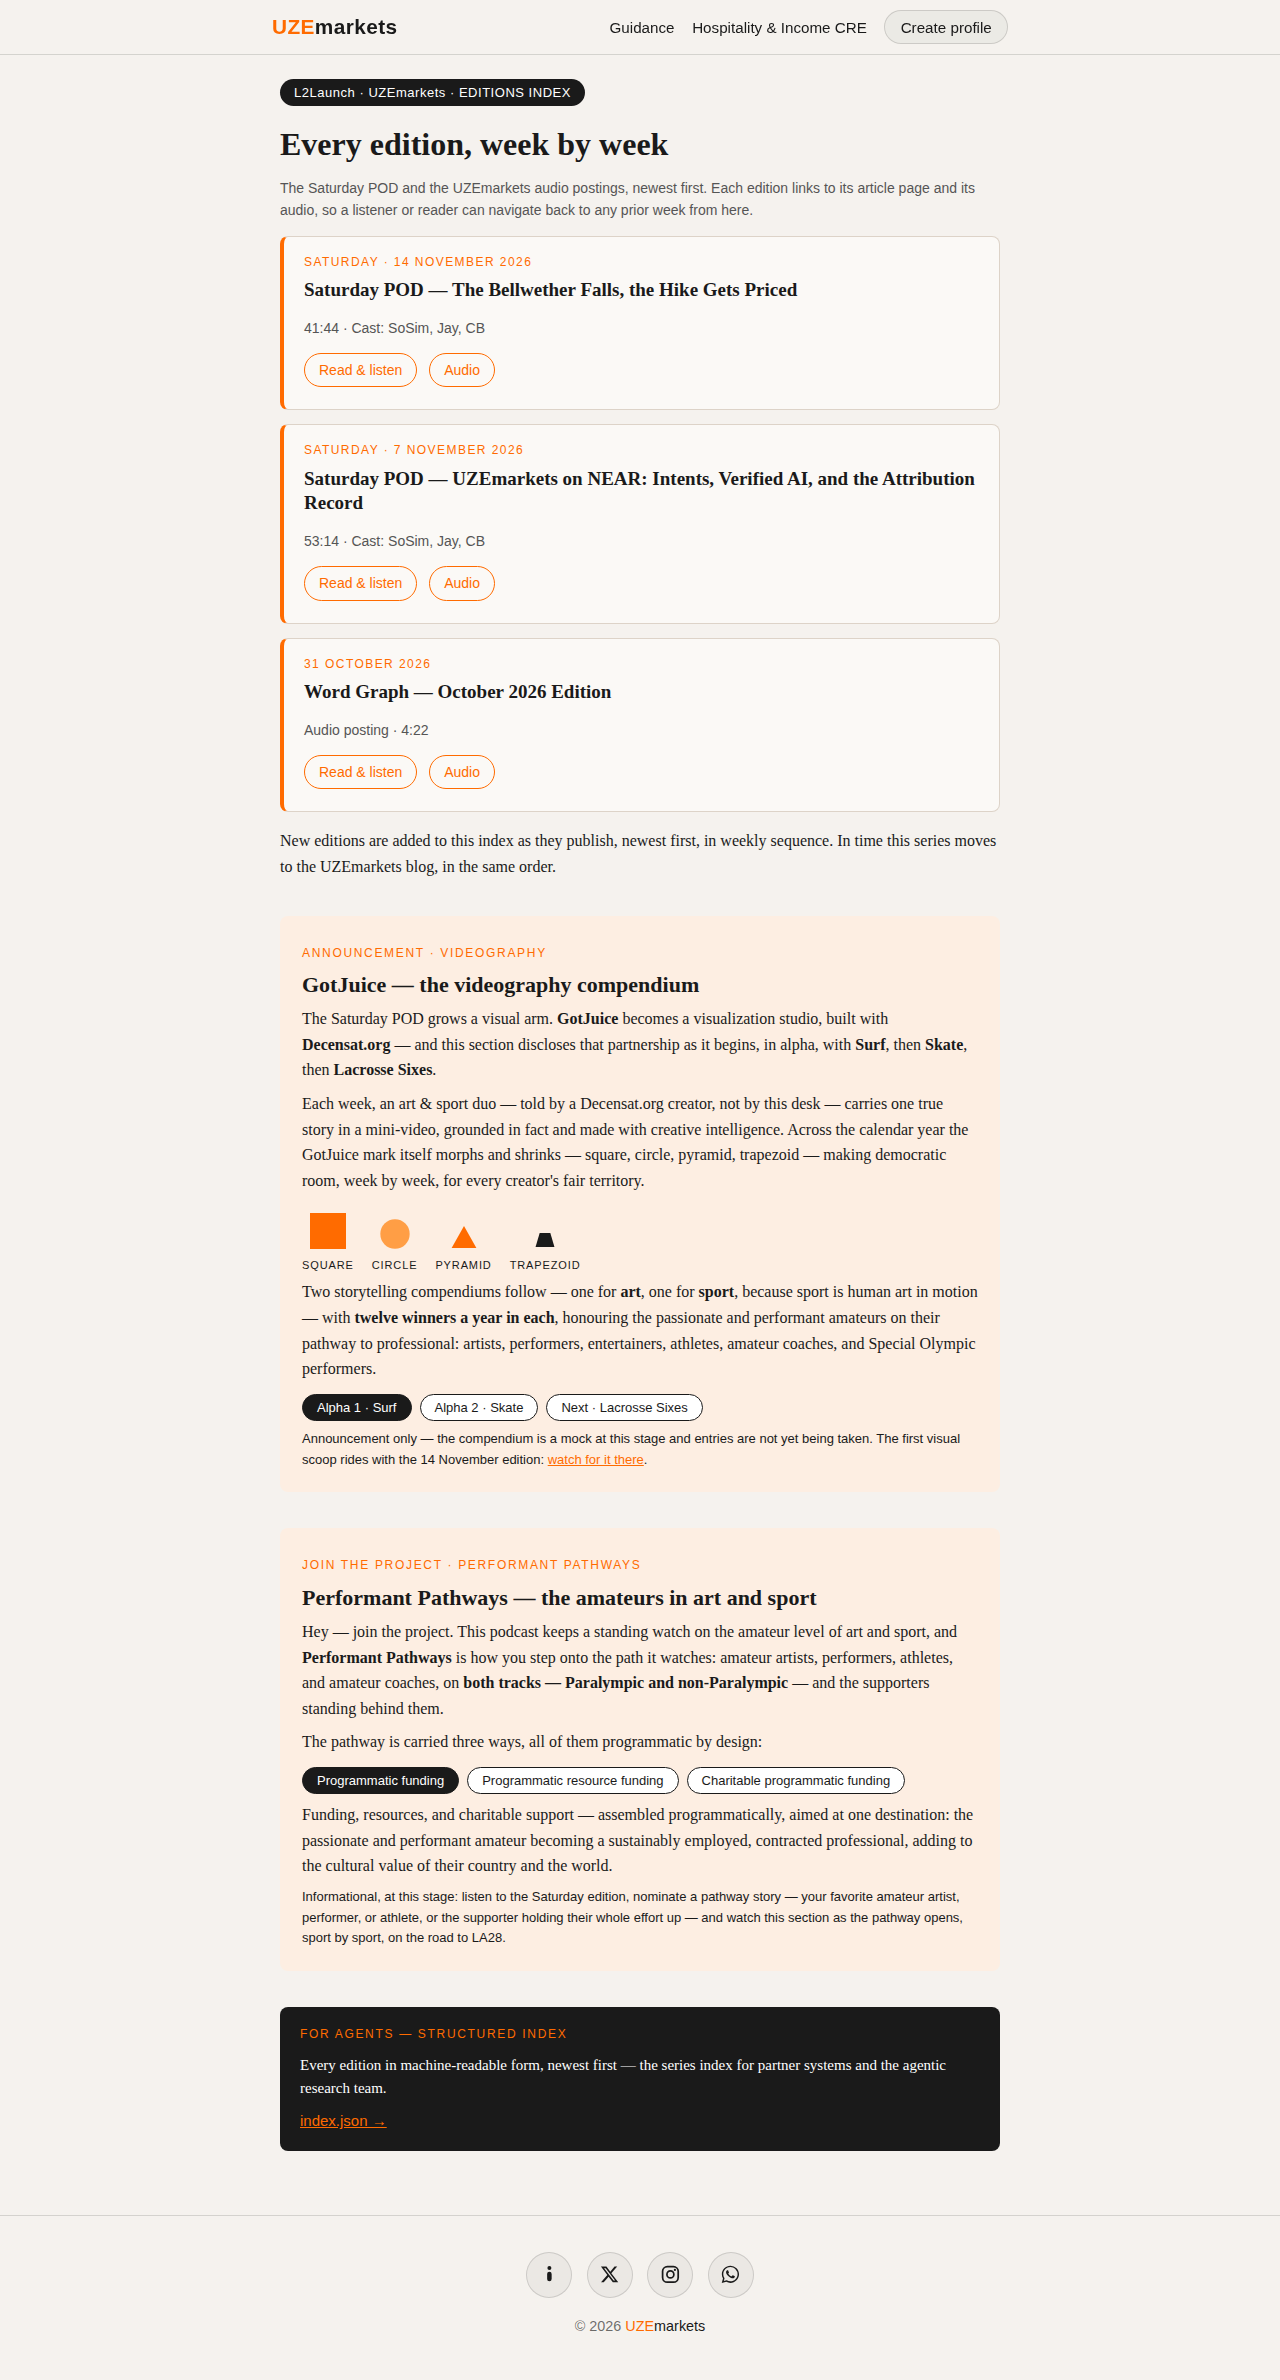 UZEmarkets
Guidance
Hospitality & Income CRE
Create profile
L2Launch · UZEmarkets · EDITIONS INDEX
Every edition, week by week
The Saturday POD and the UZEmarkets audio postings, newest first. Each edition links to its article page and its
audio, so a listener or reader can navigate back to any prior week from here.
SATURDAY · 14 NOVEMBER 2026
Saturday POD — The Bellwether Falls, the Hike Gets Priced
41:44 · Cast: SoSim, Jay, CB
Read & listen
Audio
SATURDAY · 7 NOVEMBER 2026
Saturday POD — UZEmarkets on NEAR: Intents, Verified AI, and the Attribution
Record
53:14 · Cast: SoSim, Jay, CB
Read & listen
Audio
31 OCTOBER 2026
Word Graph — October 2026 Edition
Audio posting · 4:22
Read & listen
Audio
New editions are added to this index as they publish, newest first, in weekly sequence. In time this series moves
to the UZEmarkets blog, in the same order.
ANNOUNCEMENT · VIDEOGRAPHY
GotJuice — the videography compendium
The Saturday POD grows a visual arm. GotJuice becomes a visualization studio, built with
Decensat.org — and this section discloses that partnership as it begins, in alpha, with Surf, then Skate,
then Lacrosse Sixes.
Each week, an art & sport duo — told by a Decensat.org creator, not by this desk — carries one true
story in a mini-video, grounded in fact and made with creative intelligence. Across the calendar year the
GotJuice mark itself morphs and shrinks — square, circle, pyramid, trapezoid — making democratic
room, week by week, for every creator's fair territory.
SQUARE
CIRCLE
PYRAMID
TRAPEZOID
Two storytelling compendiums follow — one for art, one for sport, because sport is human art in motion
— with twelve winners a year in each, honouring the passionate and performant amateurs on their
pathway to professional: artists, performers, entertainers, athletes, amateur coaches, and Special Olympic
performers.
Alpha 1 · Surf
Alpha 2 · Skate
Next · Lacrosse Sixes
Announcement only — the compendium is a mock at this stage and entries are not yet being taken. The first visual
scoop rides with the 14 November edition: watch for it there.
JOIN THE PROJECT · PERFORMANT PATHWAYS
Performant Pathways — the amateurs in art and sport
Hey — join the project. This podcast keeps a standing watch on the amateur level of art and sport, and
Performant Pathways is how you step onto the path it watches: amateur artists, performers, athletes,
and amateur coaches, on both tracks — Paralympic and non-Paralympic — and the supporters
standing behind them.
The pathway is carried three ways, all of them programmatic by design:
Programmatic funding
Programmatic resource funding
Charitable programmatic funding
Funding, resources, and charitable support — assembled programmatically, aimed at one destination: the
passionate and performant amateur becoming a sustainably employed, contracted professional, adding to
the cultural value of their country and the world.
Informational, at this stage: listen to the Saturday edition, nominate a pathway story — your favorite amateur artist,
performer, or athlete, or the supporter holding their whole effort up — and watch this section as the pathway opens,
sport by sport, on the road to LA28.
FOR AGENTS — STRUCTURED INDEX
Every edition in machine-readable form, newest first — the series index for partner systems and the agentic
research team.
index.json →
© 2026 UZEmarkets